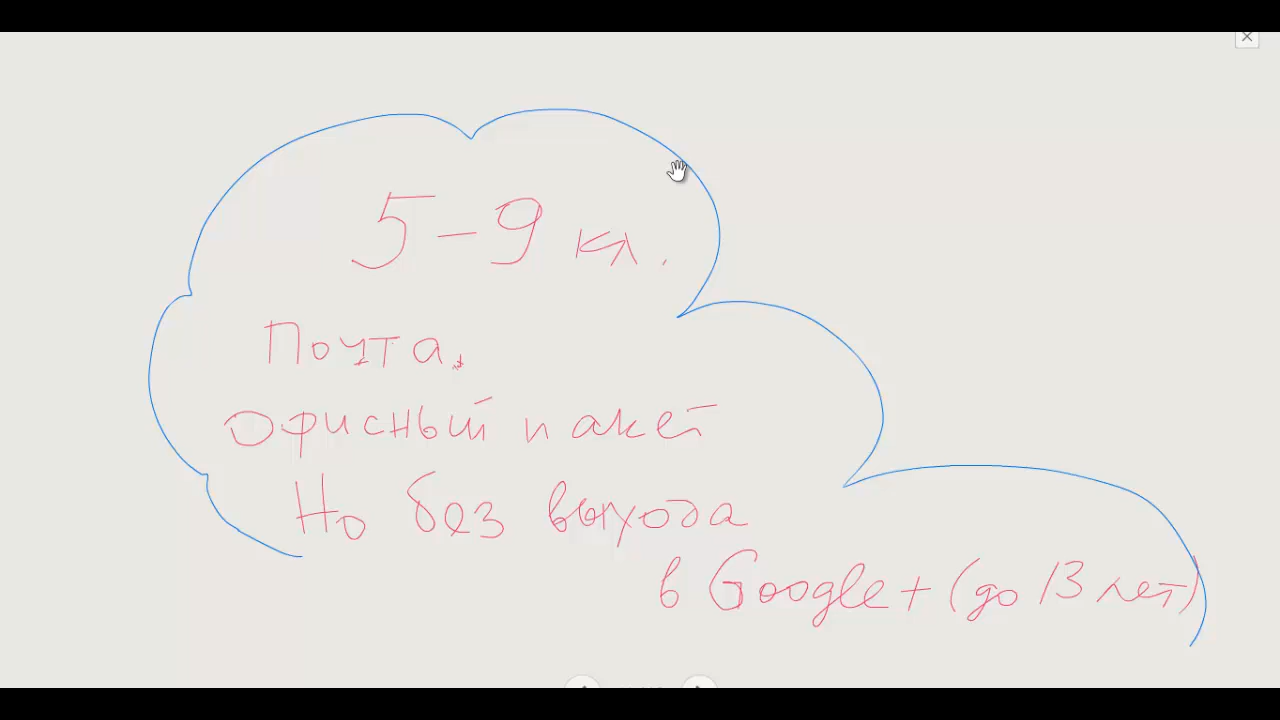 5-9 кл.
Почта.
Офисный пакет
Но без выхода
в Google+ (до 13 лет)